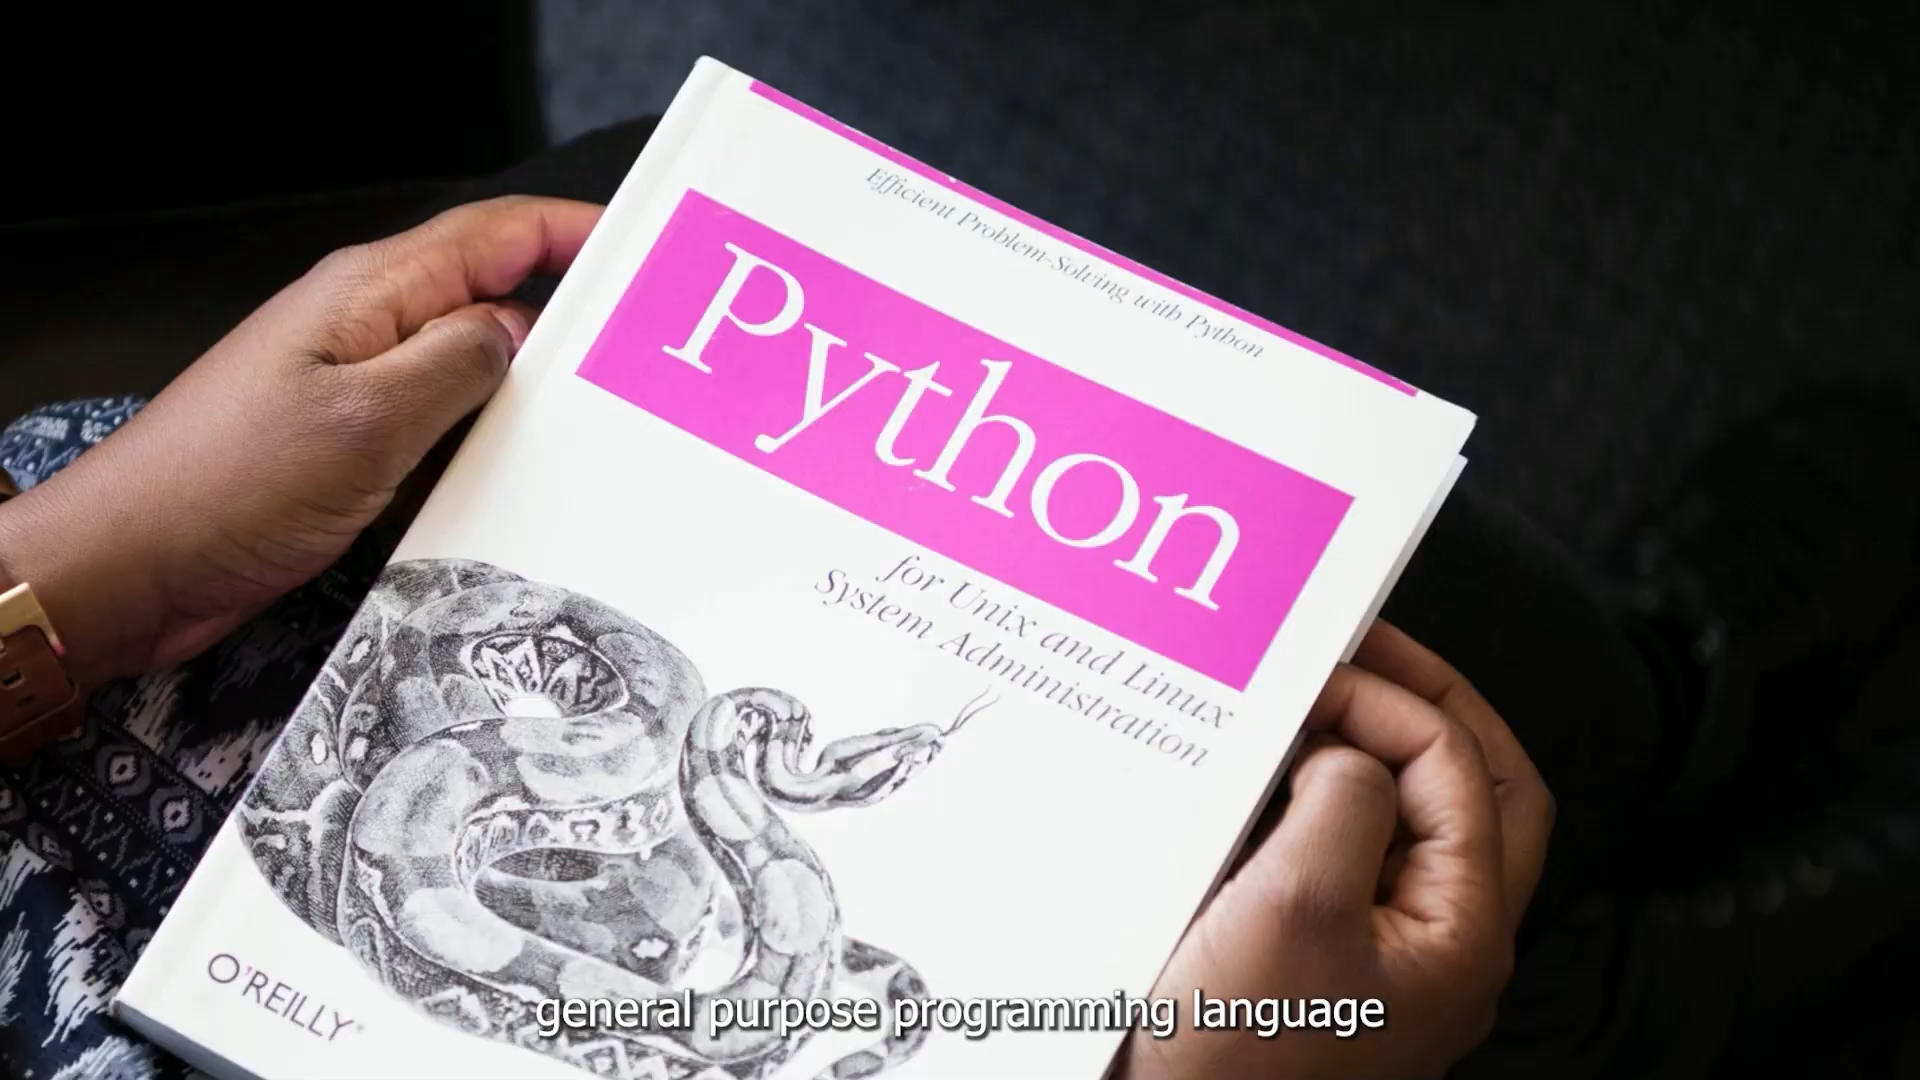 Efficient Problem-Solving with Python
Python
for Unix and Linux
System Administration
O'REILLY®
general purpose programming language